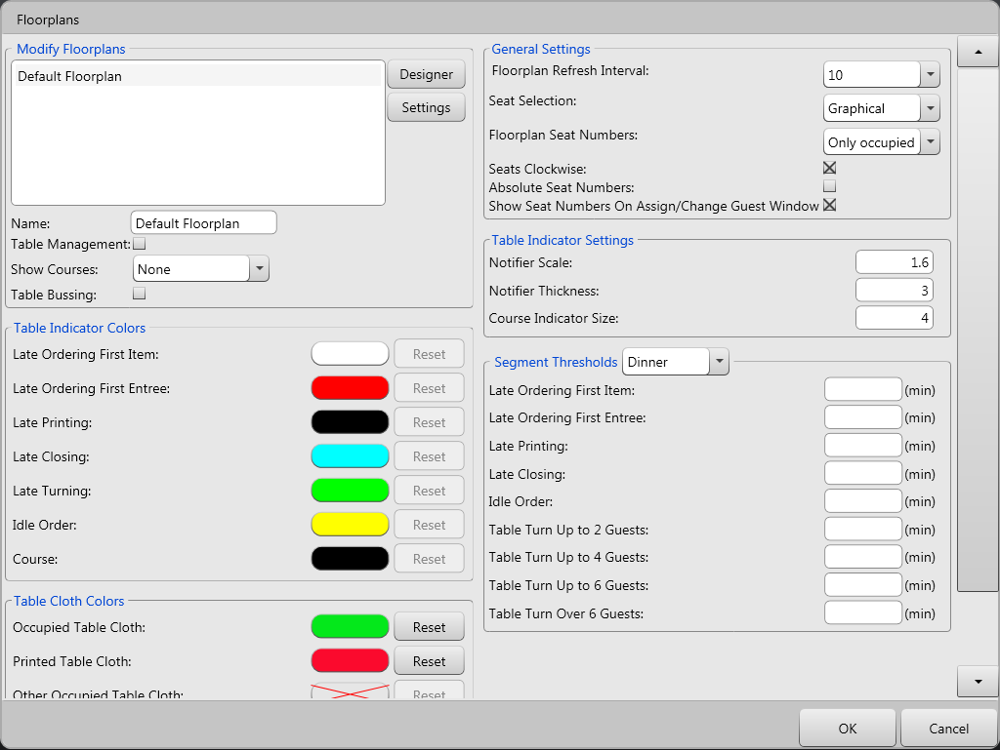 Floorplans
Modify Floorplans
Default Floorplan
Designer
Settings
Name: Default Floorplan
Table Management:
Show Courses: None
Table Bussing:
Table Indicator Colors
Late Ordering First Item: Reset
Late Ordering First Entree: Reset
Late Printing: Reset
Late Closing: Reset
Late Turning: Reset
Idle Order: Reset
Course: Reset
Table Cloth Colors
Occupied Table Cloth: Reset
Printed Table Cloth: Reset
Other Occupied Table Cloth: Reset
General Settings
Floorplan Refresh Interval: 10
Seat Selection: Graphical
Floorplan Seat Numbers: Only occupied
Seats Clockwise:
Absolute Seat Numbers:
Show Seat Numbers On Assign/Change Guest Window
Table Indicator Settings
Notifier Scale: 1.6
Notifier Thickness: 3
Course Indicator Size: 4
Segment Thresholds Dinner
Late Ordering First Item: (min)
Late Ordering First Entree: (min)
Late Printing: (min)
Late Closing: (min)
Idle Order: (min)
Table Turn Up to 2 Guests: (min)
Table Turn Up to 4 Guests: (min)
Table Turn Up to 6 Guests: (min)
Table Turn Over 6 Guests: (min)
OK Cancel